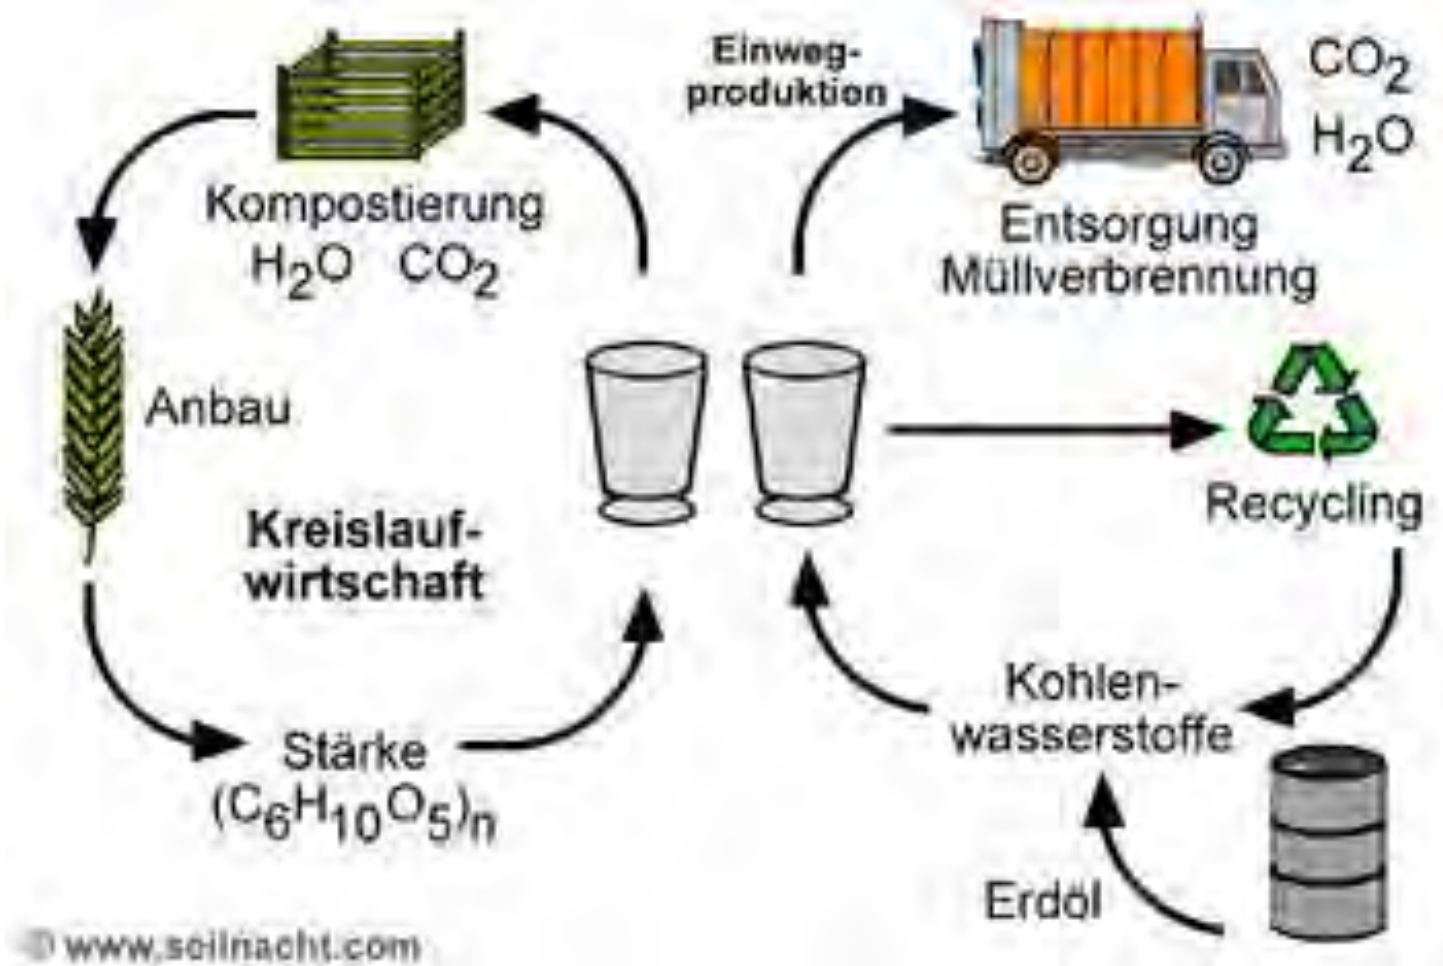 Einweg-
produktion
CO2
H2O
Entsorgung
Müllverbrennung
Kompostierung
H2O CO2
Anbau
Kreislauf-
wirtschaft
Recycling
Kohlen-
wasserstoffe
Stärke
(C6H10O5)n
Erdöl
© www.seilnacht.com